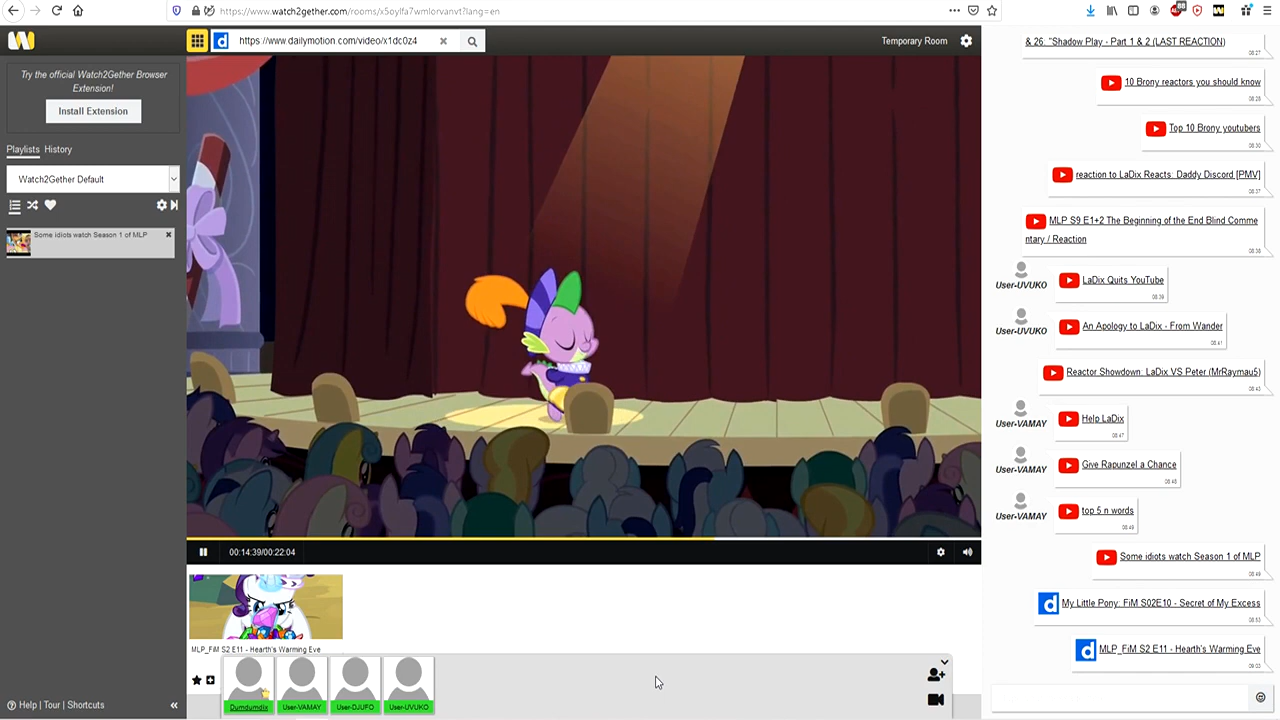 https://www.watch2gether.com/rooms/x5oylfa7wmlorvanvt?lang=en
https://www.dailymotion.com/video/x1dc0z4
Temporary Room
Try the official Watch2Gether Browser
Extension!
Install Extension
Playlists History
Watch2Gether Default
Some idiots watch Season 1 of MLP
00:14:39/00:22:04
MLP_FiM S2 E11 - Hearth's Warming Eve
Dumdumdix
User-VAMAY
User-DJUFO
User-UVUKO
Help | Tour | Shortcuts
& 26: "Shadow Play - Part 1 & 2 (LAST REACTION)
10 Brony reactors you should know
Top 10 Brony youtubers
reaction to LaDix Reacts: Daddy Discord [PMV]
MLP S9 E1+2 The Beginning of the End Blind Comme
ntary / Reaction
User-UVUKO
LaDix Quits YouTube
User-UVUKO
An Apology to LaDix - From Wander
Reactor Showdown: LaDix VS Peter (MrRaymau5)
User-VAMAY
Help LaDix
User-VAMAY
Give Rapunzel a Chance
User-VAMAY
top 5 n words
Some idiots watch Season 1 of MLP
My Little Pony: FiM S02E10 - Secret of My Excess
MLP_FiM S2 E11 - Hearth's Warming Eve